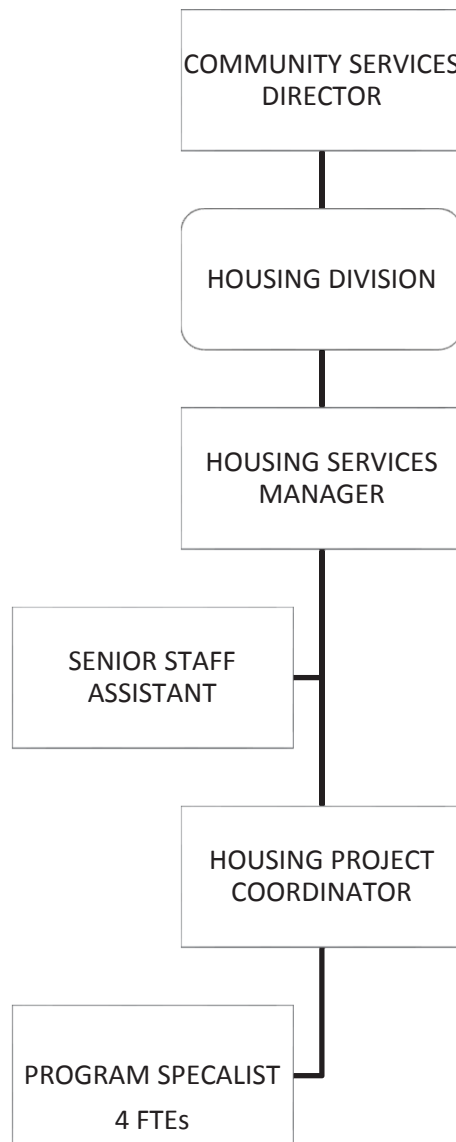 COMMUNITY SERVICES
DIRECTOR
HOUSING DIVISION
HOUSING SERVICES
MANAGER
SENIOR STAFF
ASSISTANT
HOUSING PROJECT
COORDINATOR
PROGRAM SPECALIST
4 FTEs